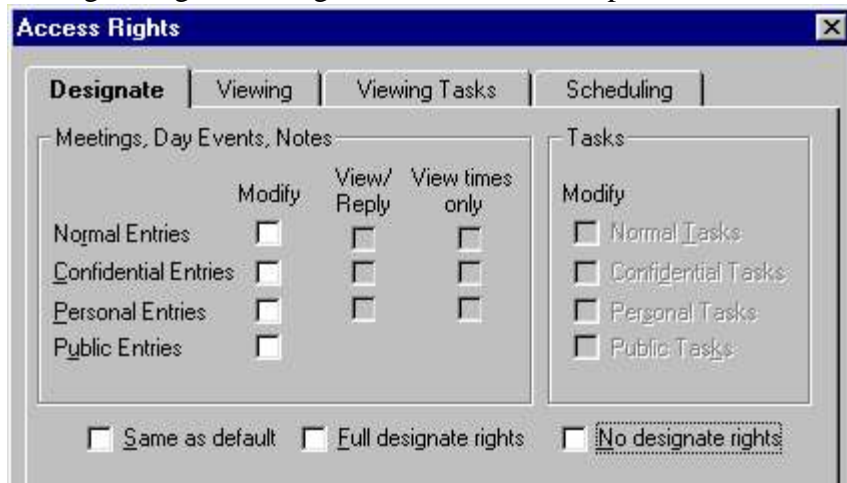 Access Rights
Designate Viewing Viewing Tasks Scheduling
Meetings, Day Events, Notes
Modify View/ Reply View times only
Normal Entries
Confidential Entries
Personal Entries
Public Entries
Tasks
Modify
Normal Tasks
Confidential Tasks
Personal Tasks
Public Tasks
Same as default Full designate rights No designate rights